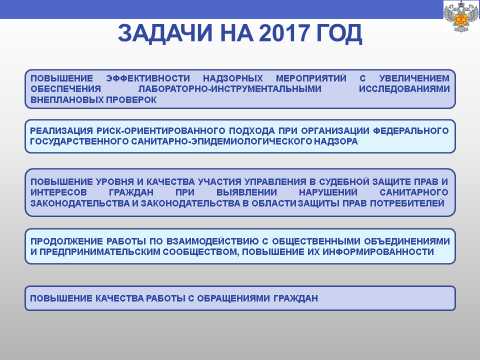 ЗАДАЧИ НА 2017 ГОД
ПОВЫШЕНИЕ ЭФФЕКТИВНОСТИ НАДЗОРНЫХ МЕРОПРИЯТИЙ С УВЕЛИЧЕНИЕМ
ОБЕСПЕЧЕНИЯ ЛАБОРАТОРНО-ИНСТРУМЕНТАЛЬНЫМИ ИССЛЕДОВАНИЯМИ
ВНЕПЛАНОВЫХ ПРОВЕРОК
РЕАЛИЗАЦИЯ РИСК-ОРИЕНТИРОВАННОГО ПОДХОДА ПРИ ОРГАНИЗАЦИИ ФЕДЕРАЛЬНОГО
ГОСУДАРСТВЕННОГО САНИТАРНО-ЭПИДЕМИОЛОГИЧЕСКОГО НАДЗОРА
ПОВЫШЕНИЕ УРОВНЯ И КАЧЕСТВА УЧАСТИЯ УПРАВЛЕНИЯ В СУДЕБНОЙ ЗАЩИТЕ ПРАВ И
ИНТЕРЕСОВ ГРАЖДАН ПРИ ВЫЯВЛЕНИИ НАРУШЕНИЙ САНИТАРНОГО
ЗАКОНОДАТЕЛЬСТВА И ЗАКОНОДАТЕЛЬСТВА В ОБЛАСТИ ЗАЩИТЫ ПРАВ ПОТРЕБИТЕЛЕЙ
ПРОДОЛЖЕНИЕ РАБОТЫ ПО ВЗАИМОДЕЙСТВИЮ С ОБЩЕСТВЕННЫМИ ОБЪЕДИНЕНИЯМИ
И ПРЕДПРИНИМАТЕЛЬСКИМ СООБЩЕСТВОМ, ПОВЫШЕНИЕ ИХ ИНФОРМИРОВАННОСТИ
ПОВЫШЕНИЕ КАЧЕСТВА РАБОТЫ С ОБРАЩЕНИЯМИ ГРАЖДАН